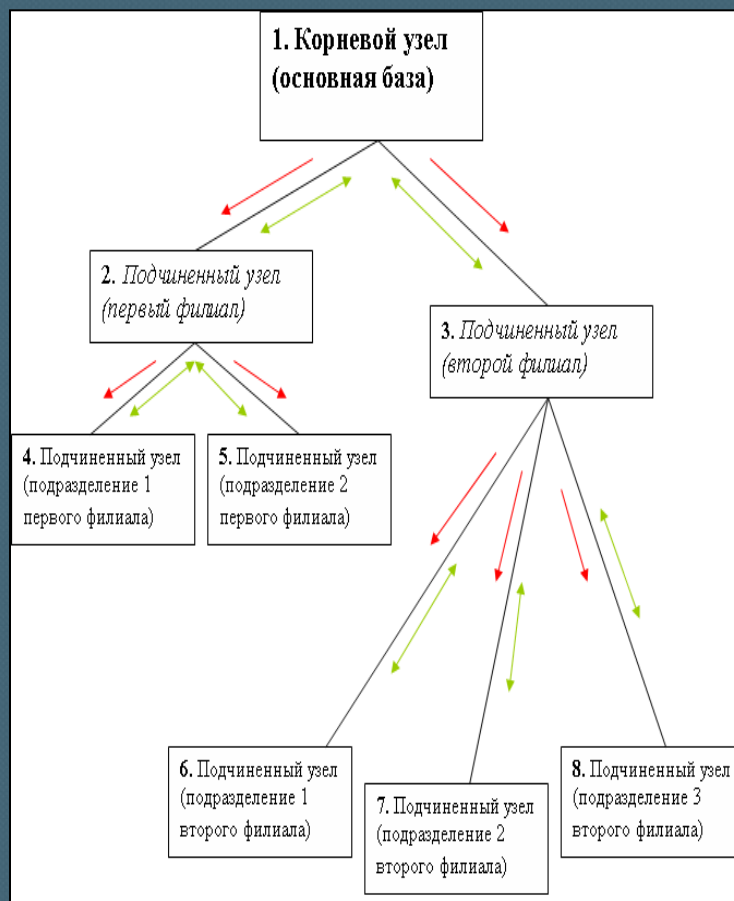 1. Корневой узел
(основная база)
2. Подчиненный узел
(первый филиал)
3. Подчиненный узел
(второй филиал)
4. Подчиненный узел
(подразделение 1
первого филиала)
5. Подчиненный узел
(подразделение 2
первого филиала)
6. Подчиненный узел
(подразделение 1
второго филиала)
7. Подчиненный узел
(подразделение 2
второго филиала)
8. Подчиненный узел
(подразделение 3
второго филиала)